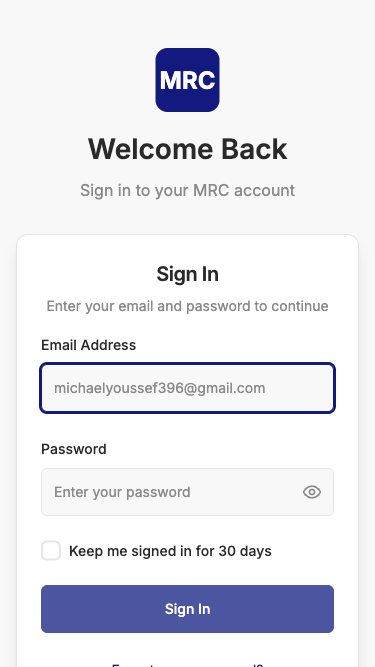 MRC
Welcome Back
Sign in to your MRC account
Sign In
Enter your email and password to continue
Email Address
michaelyoussef396@gmail.com
Password
Enter your password
Keep me signed in for 30 days
Sign In